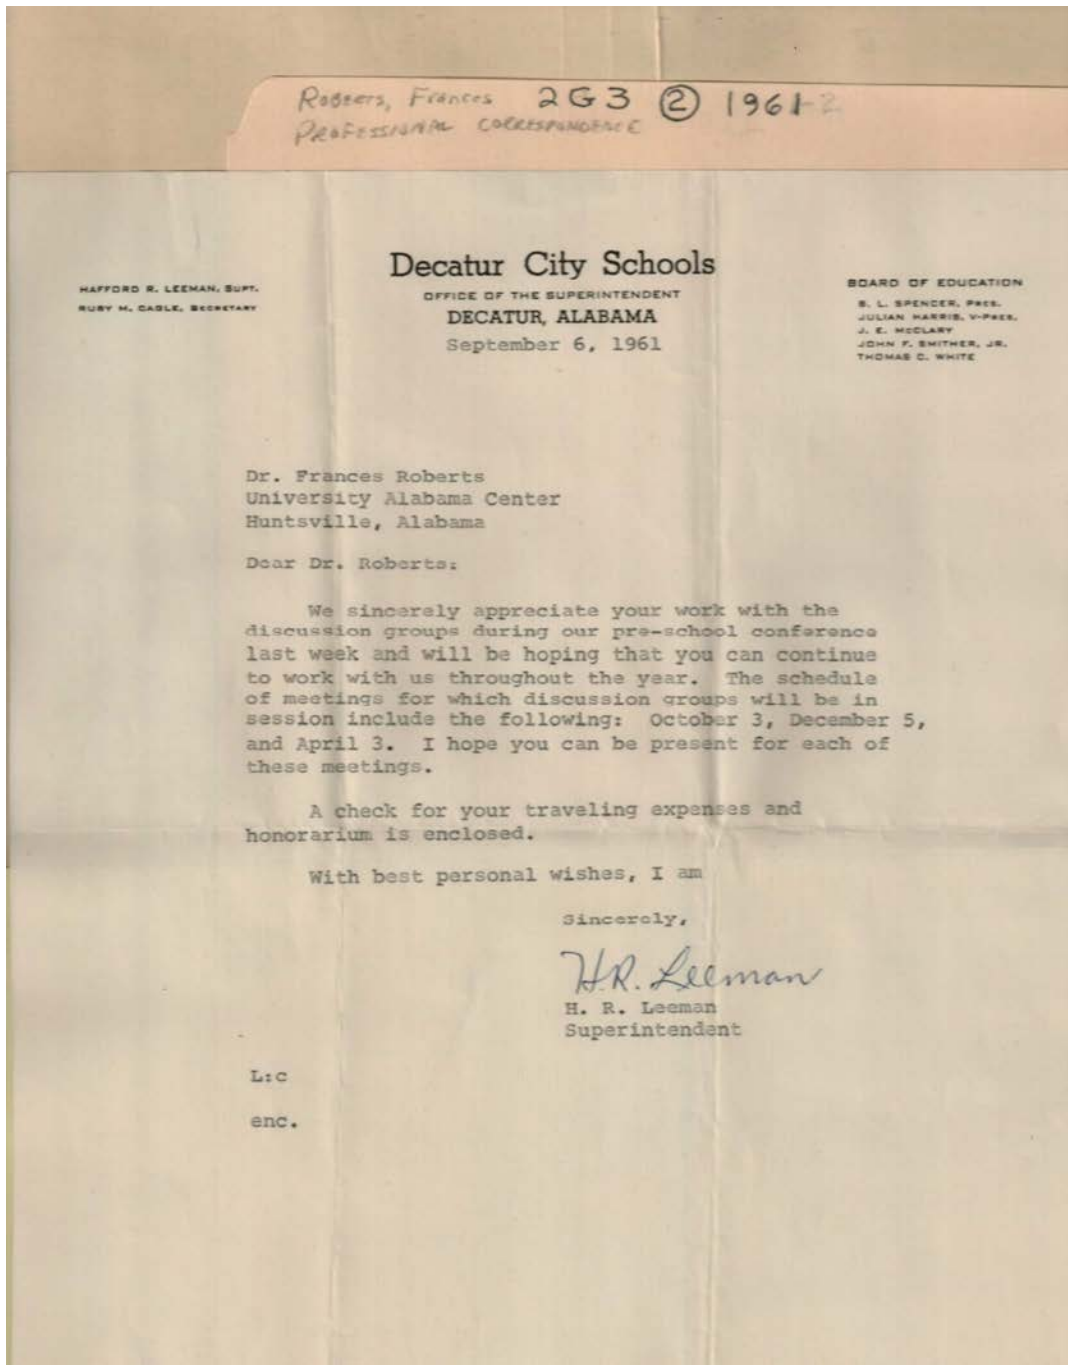 Roberts, Frances 2G3 ② 1961-2
PROFESSIONAL CORRESPONDENCE
Decatur City Schools
OFFICE OF THE SUPERINTENDENT
DECATUR, ALABAMA
September 6, 1961
HAFFORD R. LEEMAN, SUPT.
RUBY M. CAGLE, SECRETARY
BOARD OF EDUCATION
B. L. SPENCER, PRES.
JULIAN HARRIS, V-PRES.
J. E. MCCLARY
JOHN F. SMITHER, JR.
THOMAS C. WHITE
Dr. Frances Roberts
University Alabama Center
Huntsville, Alabama
Dear Dr. Roberts:
We sincerely appreciate your work with the
discussion groups during our pre-school conference
last week and will be hoping that you can continue
to work with us throughout the year. The schedule
of meetings for which discussion groups will be in
session include the following: October 3, December 5,
and April 3. I hope you can be present for each of
these meetings.
A check for your traveling expenses and
honorarium is enclosed.
With best personal wishes, I am
Sincerely,
H.R. Leeman
H. R. Leeman
Superintendent
L:c
enc.